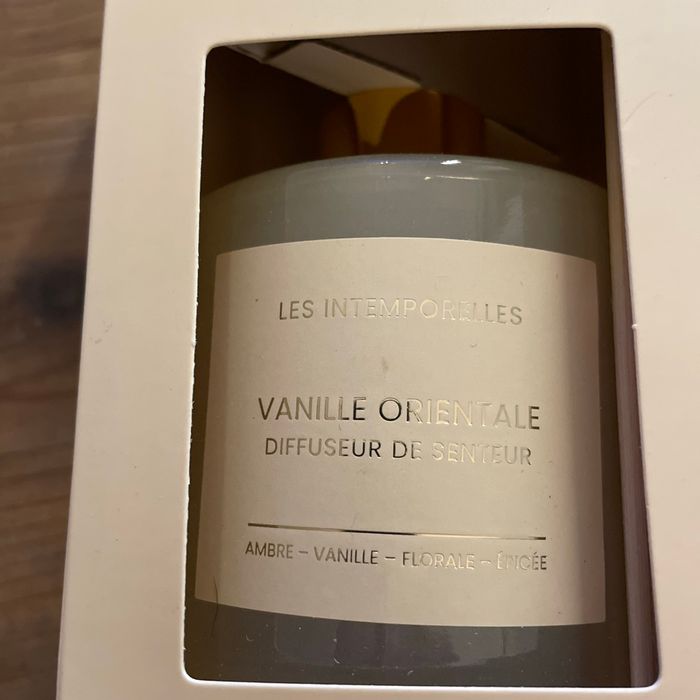 LES INTEMPORELLES
VANILLE ORIENTALE
DIFFUSEUR DE SENTEUR
AMBRE – VANILLE – FLORALE – ÉPICÉE